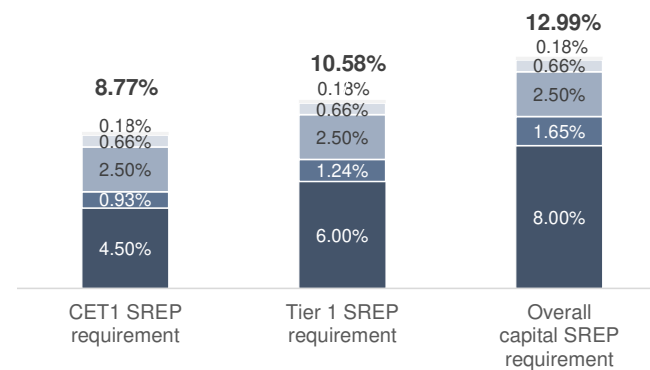 12.99%
0.18%
0.66%
2.50%
1.65%
8.00%
10.58%
0.18%
0.66%
2.50%
1.24%
6.00%
8.77%
0.18%
0.66%
2.50%
0.93%
4.50%
CET1 SREP
requirement
Tier 1 SREP
requirement
Overall
capital SREP
requirement